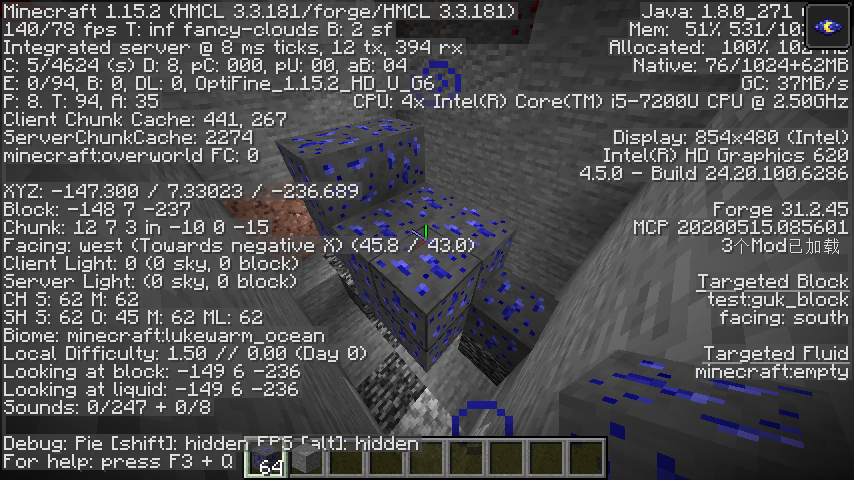 Minecraft 1.15.2 (HMCL 3.3.181/forge/HMCL 3.3.181)
140/78 fps T: inf fancy-clouds B: 2 sf
Integrated server @ 8 ms ticks, 12 tx, 394 rx
C: 5/4624 (s) D: 8, pC: 000, pU: 00, aB: 04
E: 0/94, B: 0, DL: 0, OptiFine_1.15.2_HD_U_G6
P: 8. T: 94, A: 35
Client Chunk Cache: 441, 267
ServerChunkCache: 2274
minecraft:overworld FC: 0
XYZ: -147.300 / 7.33023 / -236.689
Block: -148 7 -237
Chunk: 12 7 3 in -10 0 -15
Facing: west (Towards negative X) (45.8 / 43.0)
Client Light: 0 (0 sky, 0 block)
Server Light: (0 sky, 0 block)
CH S: 62 M: 62
SH S: 62 O: 45 M: 62 ML: 62
Biome: minecraft:lukewarm_ocean
Local Difficulty: 1.50 // 0.00 (Day 0)
Looking at block: -149 6 -236
Looking at liquid: -149 6 -236
Sounds: 0/247 + 0/8
Debug: Pie [shift]: hidden FPS [alt]: hidden
For help: press F3 + Q
64
Java: 1.8.0_271
Mem: 51% 531/10
Allocated: 100% 10
Native: 76/1024+62MB
GC: 37MB/s
CPU: 4x Intel(R) Core(TM) i5-7200U CPU @ 2.50GHz
Display: 854x480 (Intel)
Intel(R) HD Graphics 620
4.5.0 - Build 24.20.100.6286
Forge 31.2.45
MCP 20200515.085601
3个Mod已加载
Targeted Block
test:guk_block
facing: south
Targeted Fluid
minecraft:empty